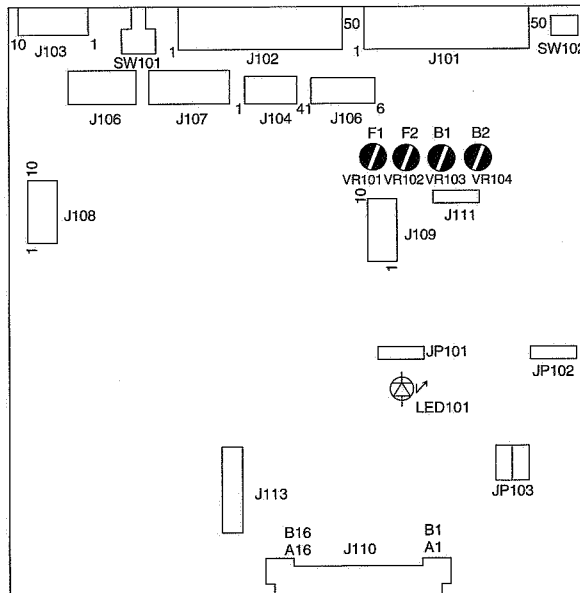 50 50
10 1 1 1
J103 SW101 J102 J101 SW102
J106 J107 1 J104 41 J106 6
F1 F2 B1 B2
VR101 VR102 VR103 VR104
10
J108
1
10
J111
J109
1
JP101
JP102
LED101
JP103
J113
B16 B1
A16 J110 A1